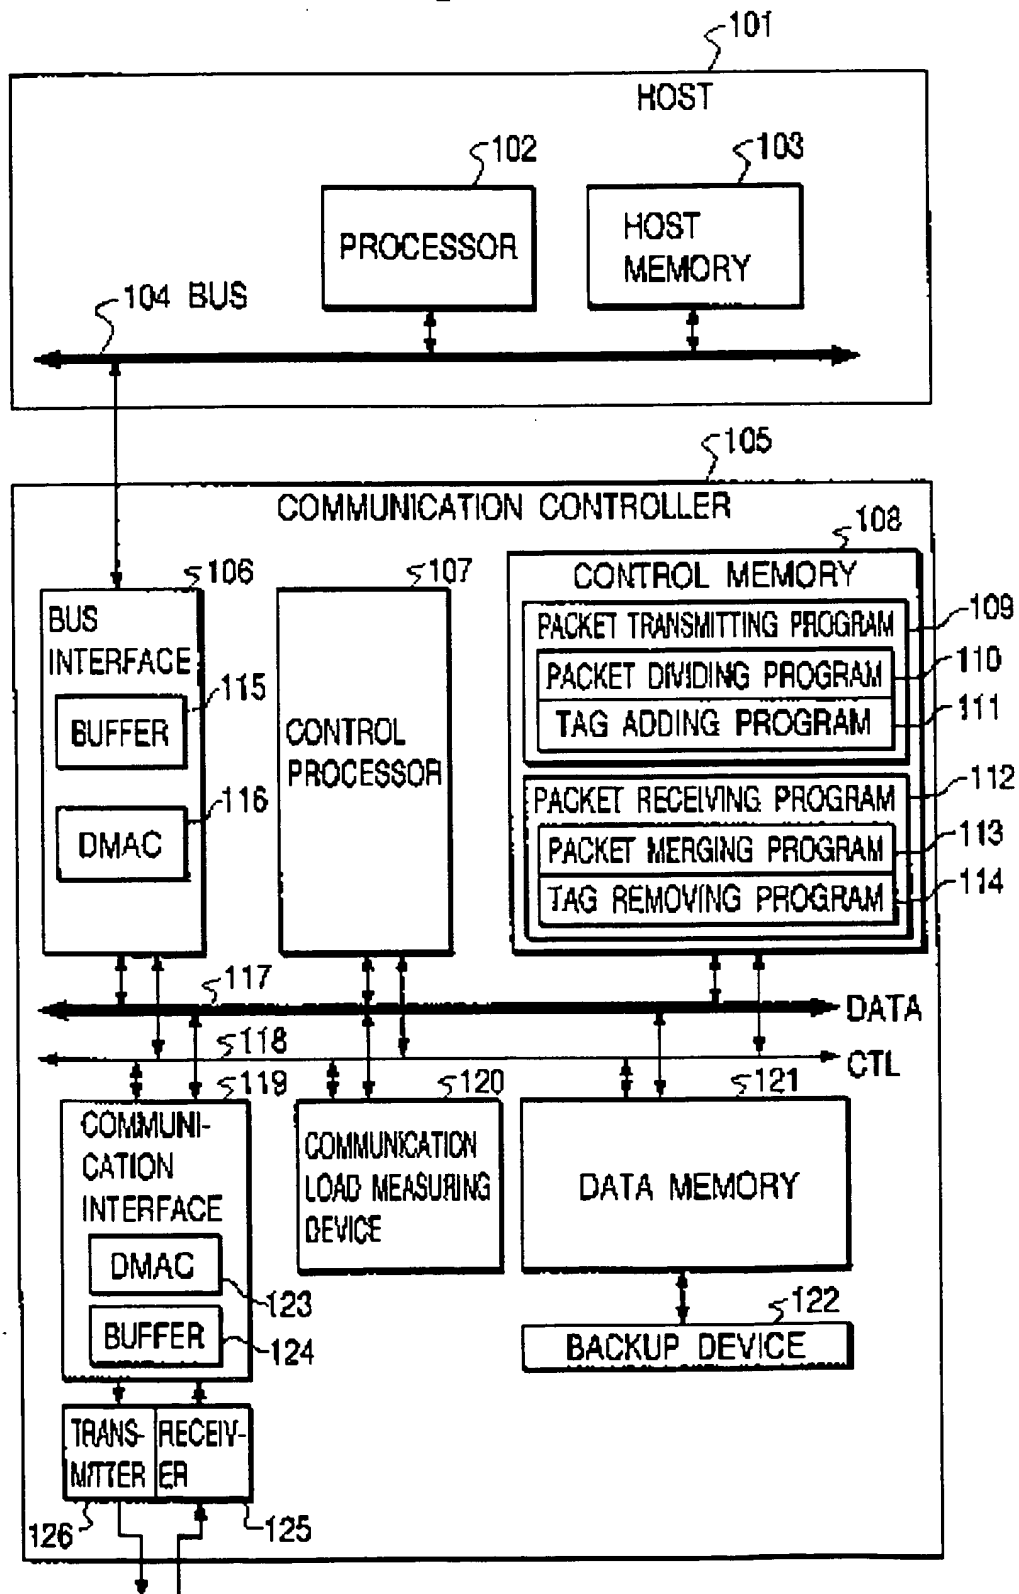 101
HOST
102
103
PROCESSOR
HOST
MEMORY
104 BUS
105
COMMUNICATION CONTROLLER
106
107
108
BUS
INTERFACE
115
BUFFER
116
DMAC
CONTROL
PROCESSOR
CONTROL MEMORY
PACKET TRANSMITTING PROGRAM
109
PACKET DIVIDING PROGRAM
110
TAG ADDING PROGRAM
111
PACKET RECEIVING PROGRAM
112
PACKET MERGING PROGRAM
113
TAG REMOVING PROGRAM
114
117
DATA
118
CTL
119
120
121
COMMUNI-
CATION
INTERFACE
DMAC
123
BUFFER
124
COMMUNICATION
LOAD MEASURING
DEVICE
DATA MEMORY
122
BACKUP DEVICE
TRANS-
MITTER
RECEIV-
ER
126
125